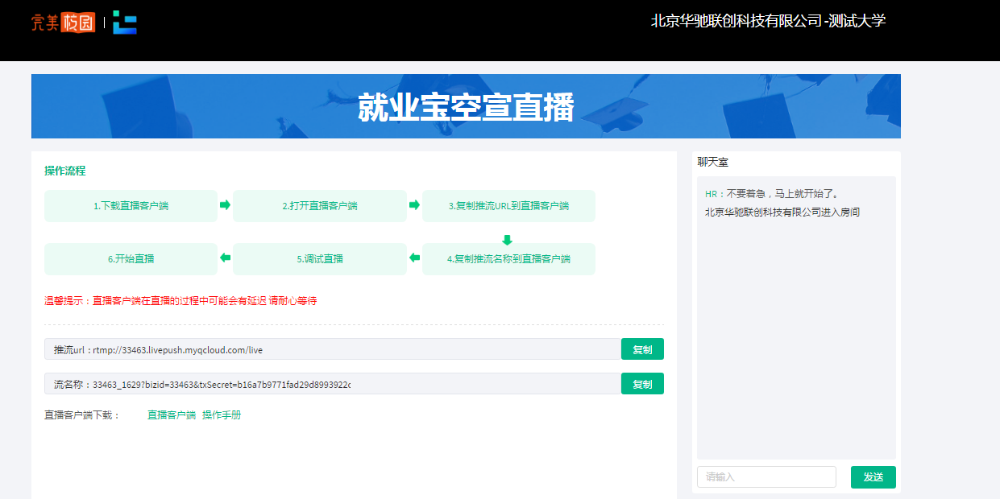 完美校园
北京华驰联创科技有限公司-测试大学
就业宝空宣直播
操作流程
1.下载直播客户端
2.打开直播客户端
3.复制推流URL到直播客户端
6.开始直播
5.调试直播
4.复制推流名称到直播客户端
温馨提示：直播客户端在直播的过程中可能会有延迟 请耐心等待
推流url：rtmp://33463.livepush.myqcloud.com/live
复制
流名称：33463_1629?bizid=33463&txSecret=b16a7b9771fad29d8993922c
复制
直播客户端下载：
直播客户端 操作手册
聊天室
HR：不要着急，马上就开始了。
北京华驰联创科技有限公司进入房间
请输入
发送